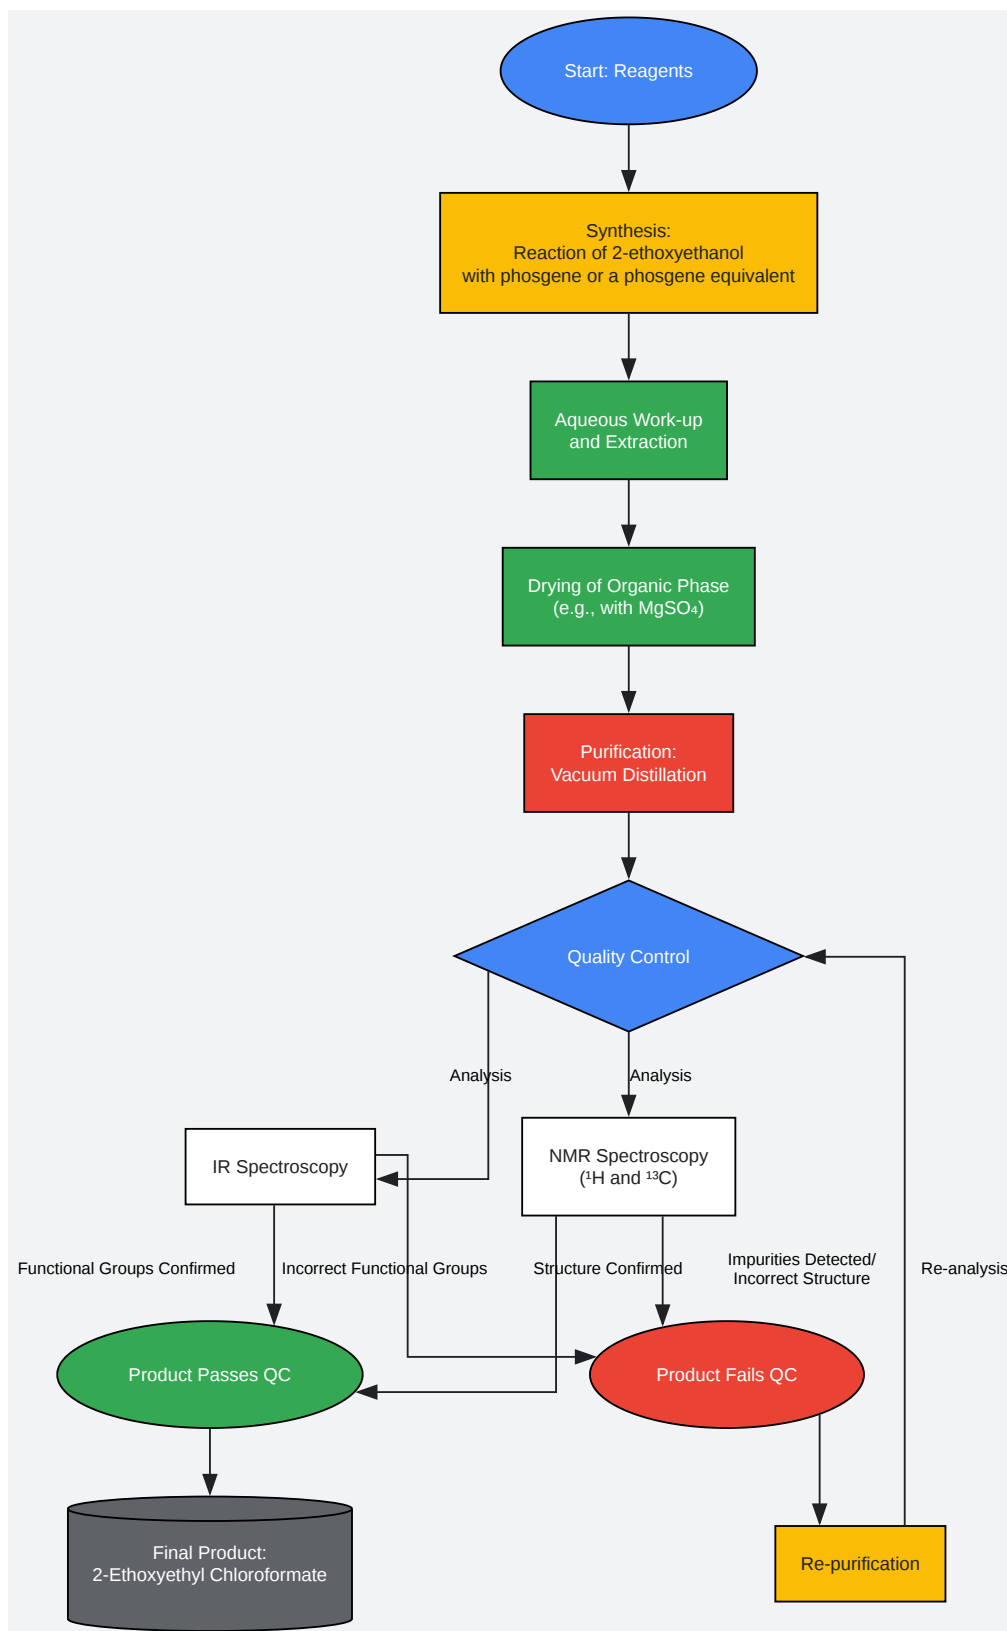 Start: Reagents
Synthesis:
Reaction of 2-ethoxyethanol
with phosgene or a phosgene equivalent
Aqueous Work-up
and Extraction
Drying of Organic Phase
(e.g., with MgSO₄)
Purification:
Vacuum Distillation
Quality Control
Analysis
Analysis
IR Spectroscopy
NMR Spectroscopy
(¹H and ¹³C)
Functional Groups Confirmed
Incorrect Functional Groups
Structure Confirmed
Impurities Detected/
Incorrect Structure
Re-analysis
Product Passes QC
Product Fails QC
Final Product:
2-Ethoxyethyl Chloroformate
Re-purification